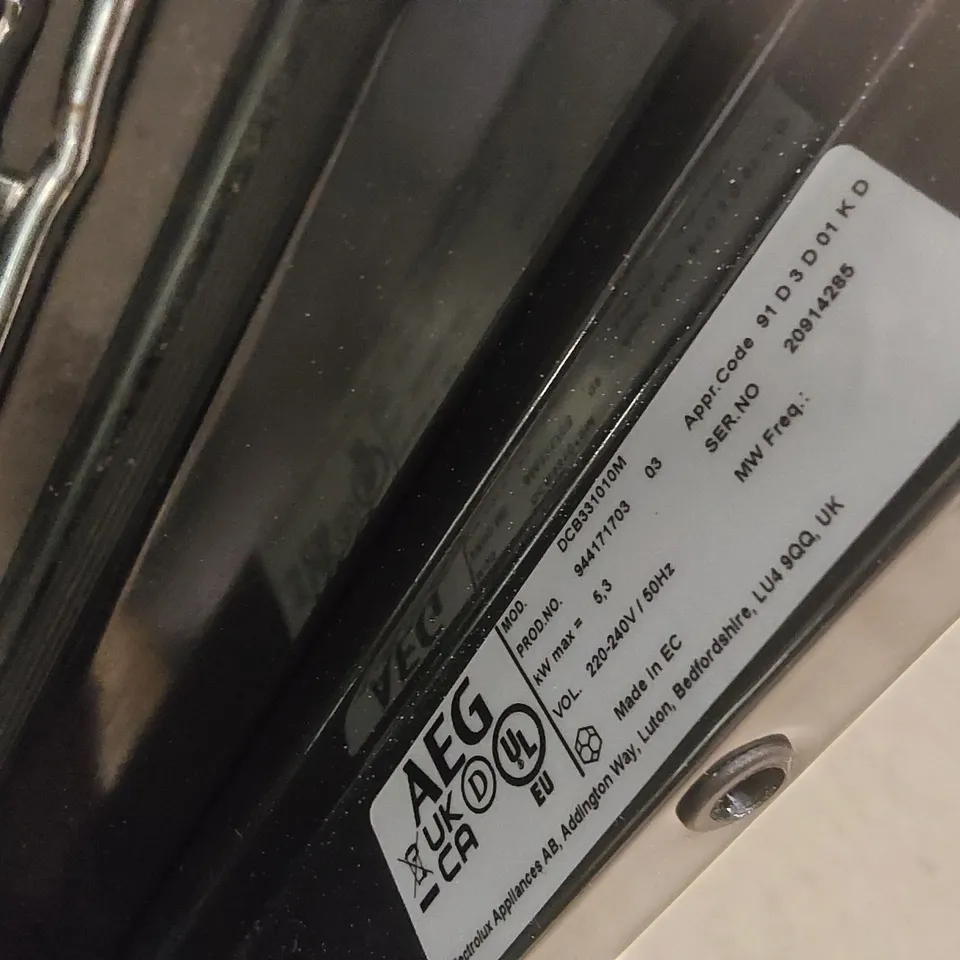 AEG
UK
CA
D
UL
EU
MOD. DCB331010M
PROD.NO. 944171703 03
kW max = 5,3
VOL. 220-240V / 50Hz
Made in EC
Appr.Code 91 D 3 D 01 K D
SER.NO 20914285
MW Freq.:
Electrolux Appliances AB, Addington Way, Luton, Bedfordshire, LU4 9QQ, UK